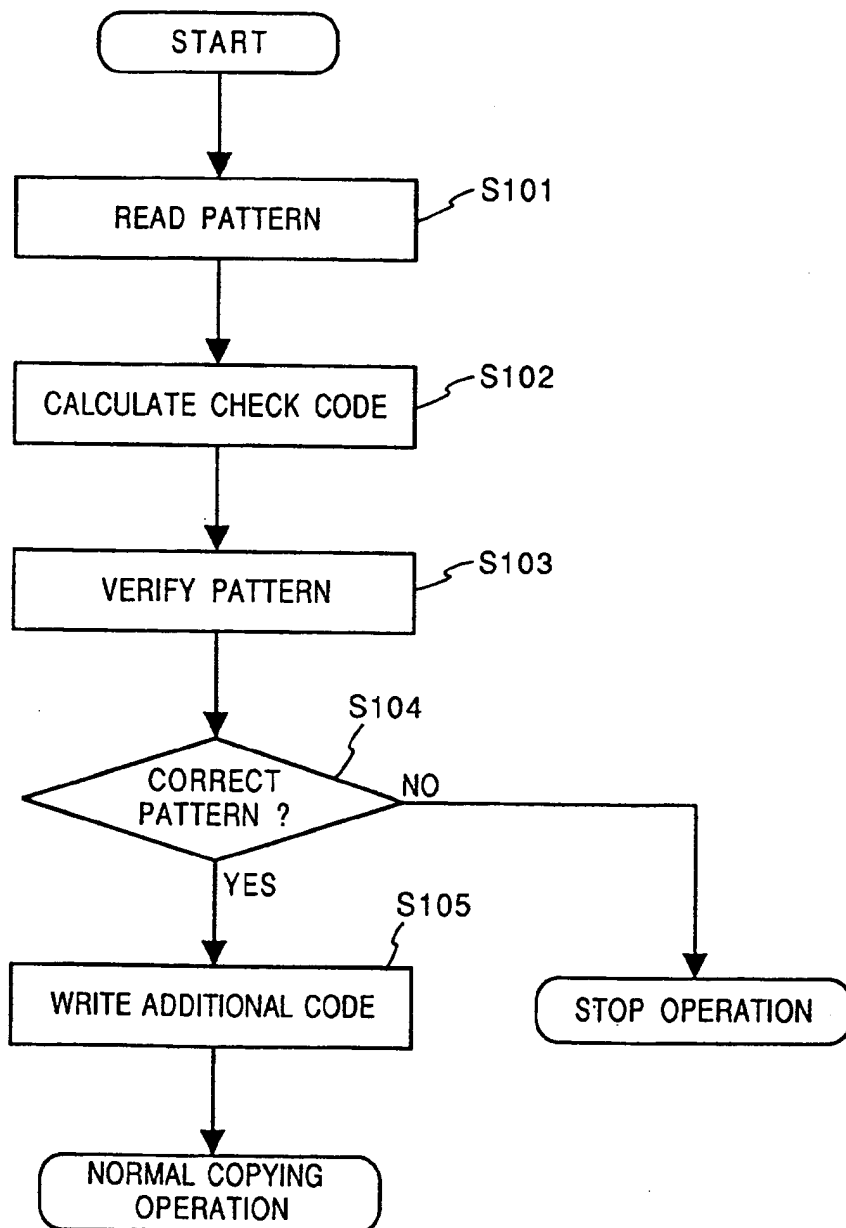 START
READ PATTERN
S101
CALCULATE CHECK CODE
S102
VERIFY PATTERN
S103
S104
CORRECT
PATTERN ?
NO
YES
S105
WRITE ADDITIONAL CODE
STOP OPERATION
NORMAL COPYING
OPERATION